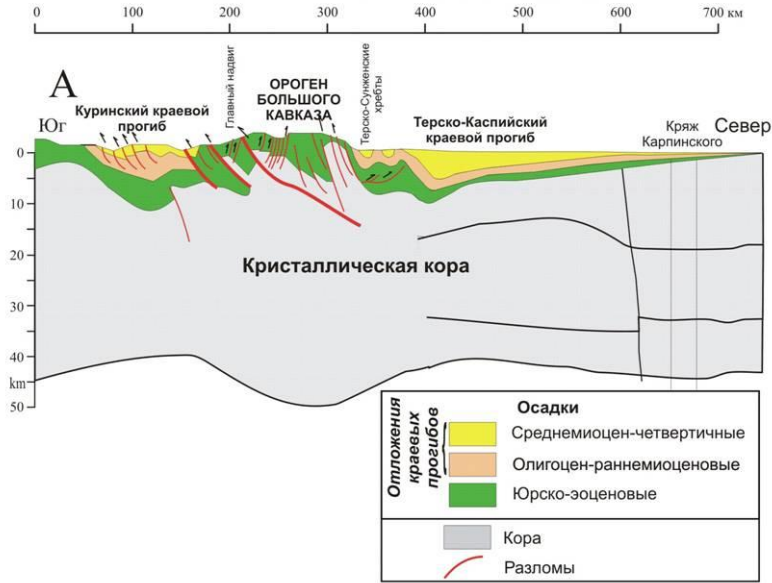 0 100 200 300 400 500 600 700 км
А
Юг
Куринский краевой
прогиб
Главный надвиг
ОРОГЕН
БОЛЬШОГО
КАВКАЗА
Терско-Сунженские
хребты
Терско-Каспийский
краевой прогиб
Кряж
Карпинского
Север
0
10
20
30
40
km
50
Кристаллическая кора
Отложения
краевых
прогибов
Осадки
Среднемиоцен-четвертичные
Олигоцен-раннемиоценовые
Юрско-эоценовые
Кора
Разломы